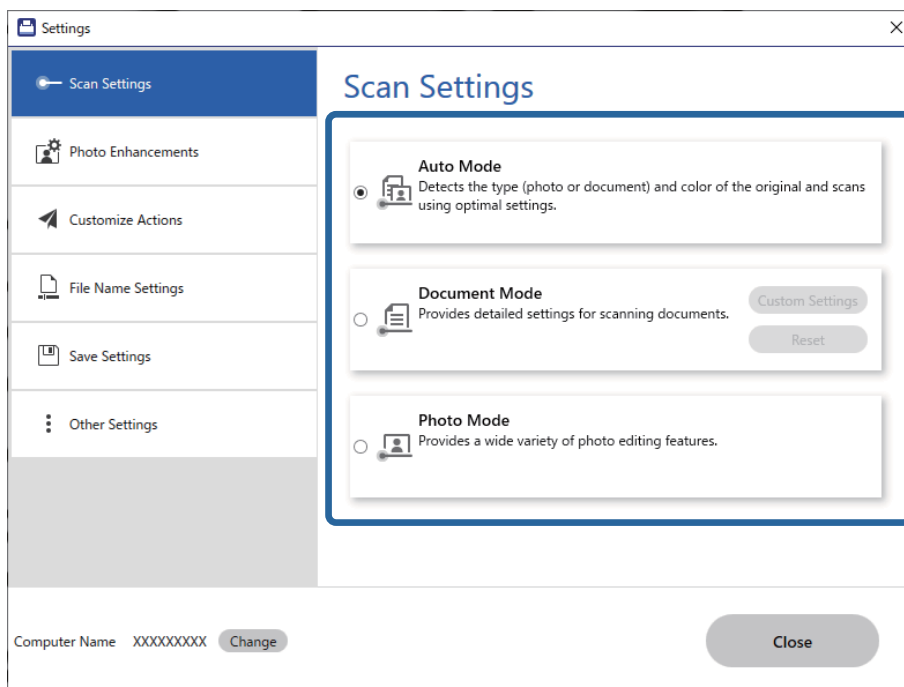 Settings
Scan Settings
Photo Enhancements
Customize Actions
File Name Settings
Save Settings
Other Settings
Scan Settings
Auto Mode
Detects the type (photo or document) and color of the original and scans
using optimal settings.
Document Mode
Provides detailed settings for scanning documents.
Custom Settings
Reset
Photo Mode
Provides a wide variety of photo editing features.
Computer Name XXXXXXXXX Change
Close